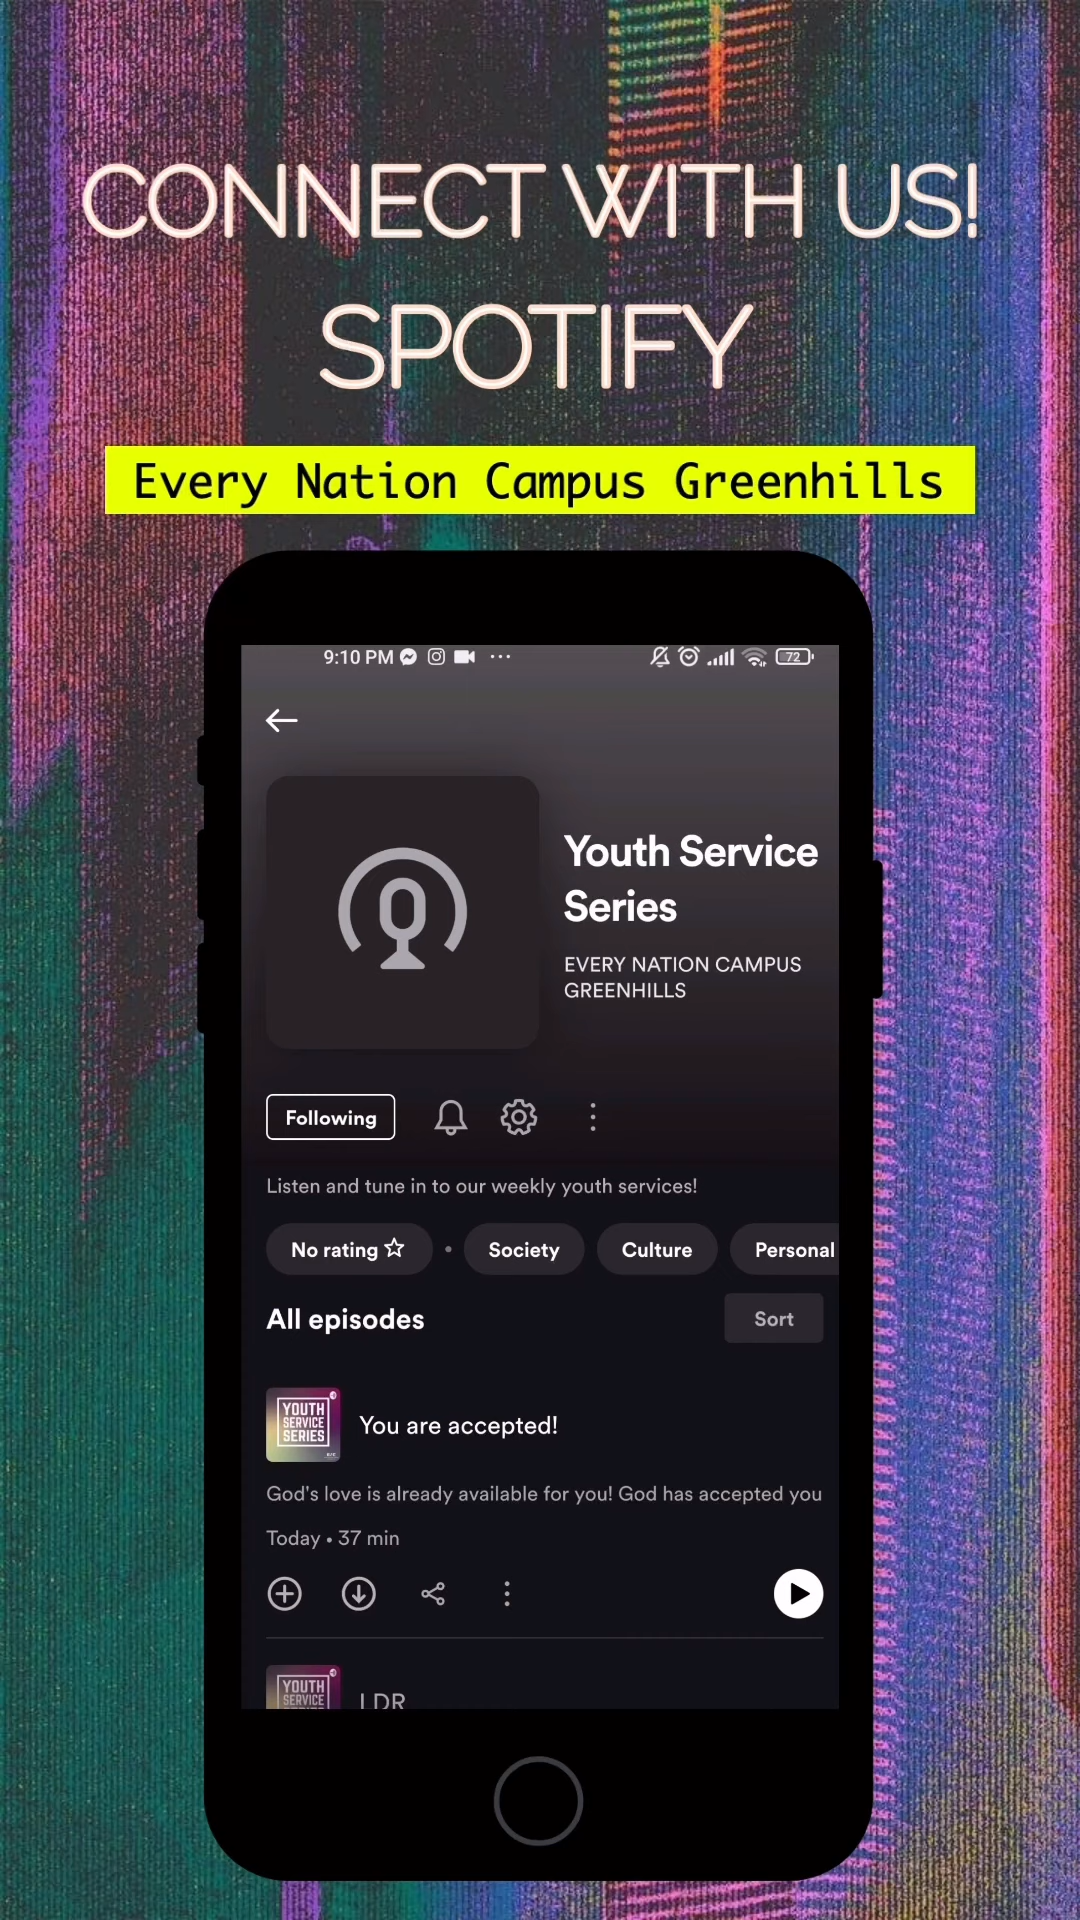 CONNECT WITH US!
SPOTIFY
Every Nation Campus Greenhills
9:10 PM
72
Youth Service
Series
EVERY NATION CAMPUS
GREENHILLS
Following
Listen and tune in to our weekly youth services!
No rating • Society Culture Personal
All episodes
Sort
YOUTH
SERVICE
SERIES
You are accepted!
God's love is already available for you! God has accepted you
Today • 37 min
YOUTH
SERVICE
LDR